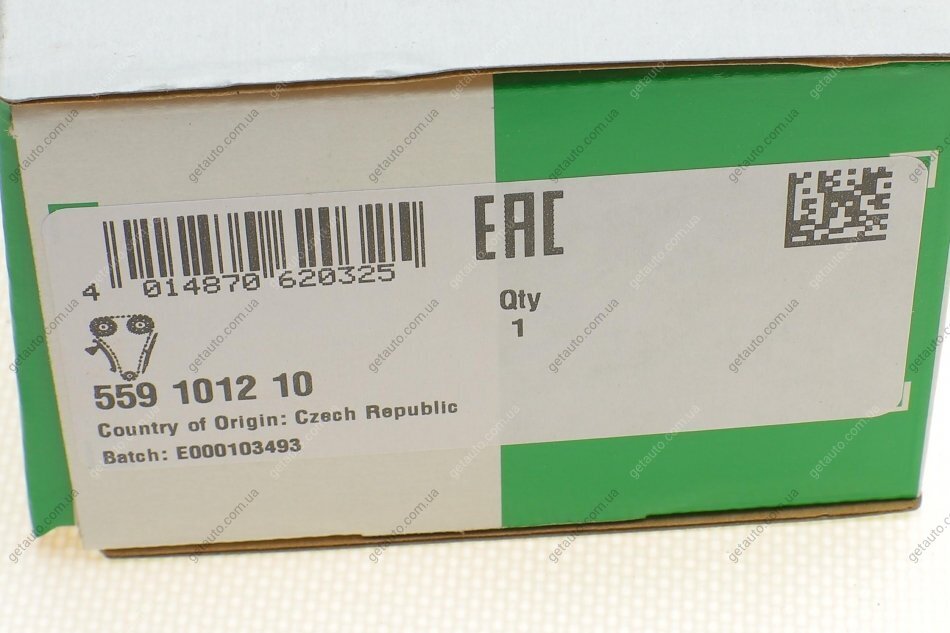 4 014870 620325
EAC
Qty
1
559 1012 10
Country of Origin: Czech Republic
Batch: E000103493
getauto.com.ua